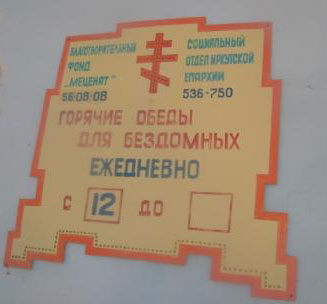 БЛАГОТВОРИТЕЛЬНЫЙ
ФОНД
„МЕЦЕНАТ"
56-08-08
СОЦИАЛЬНЫЙ
ОТДЕЛ ИРКУТСКОЙ
ЕПАРХИИ
536-750
ГОРЯЧИЕ ОБЕДЫ
ДЛЯ БЕЗДОМНЫХ
ЕЖЕДНЕВНО
С 12 ДО